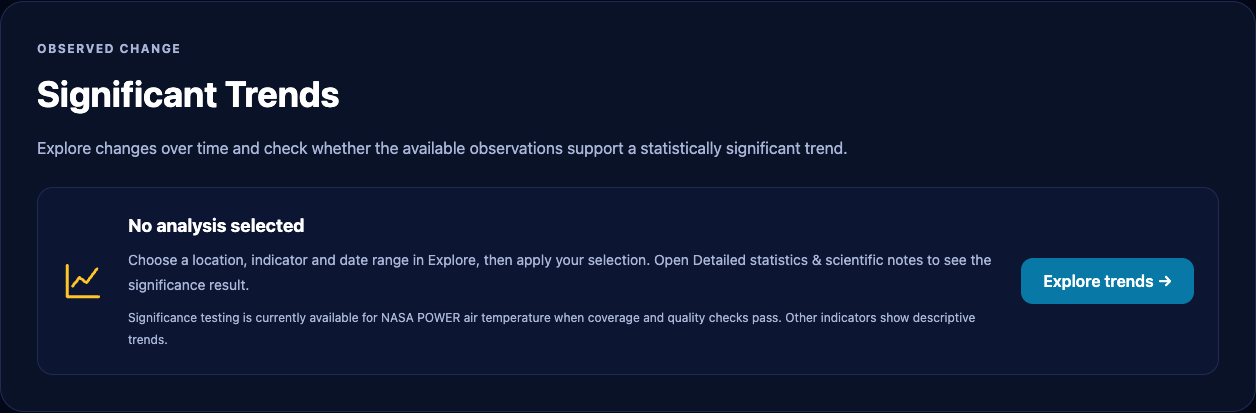 OBSERVED CHANGE
Significant Trends
Explore changes over time and check whether the available observations support a statistically significant trend.
No analysis selected
Choose a location, indicator and date range in Explore, then apply your selection. Open Detailed statistics & scientific notes to see the
significance result.
Explore trends →
Significance testing is currently available for NASA POWER air temperature when coverage and quality checks pass. Other indicators show descriptive
trends.